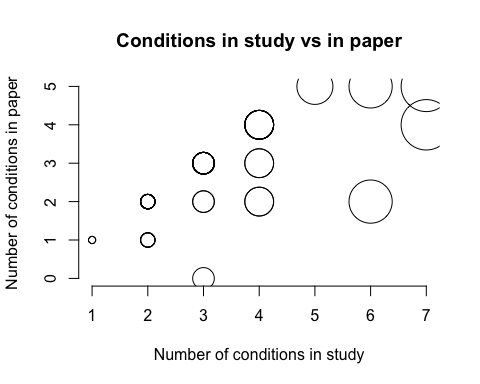 Conditions in study vs in paper
Number of conditions in paper
5
4
3
2
1
0
1 2 3 4 5 6 7
Number of conditions in study